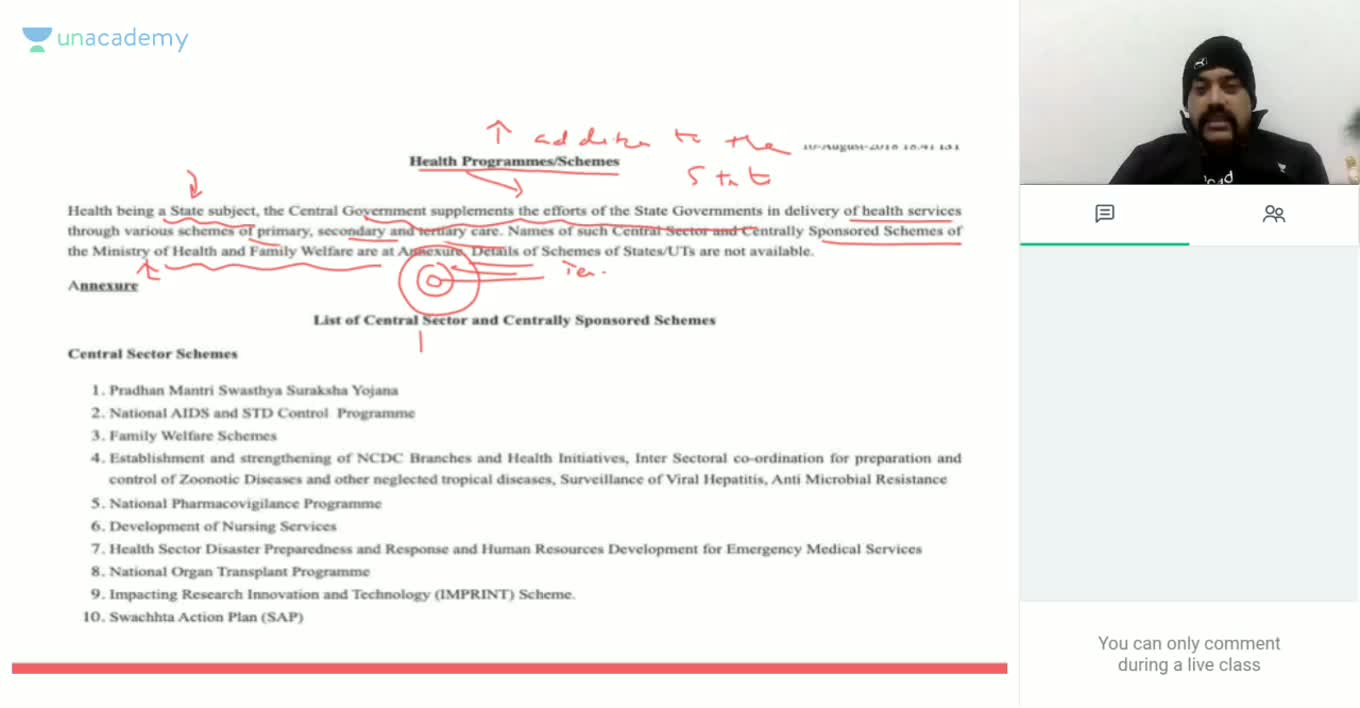 unacademy
addition to the
State
10-August-2018 18:41 IST
Health Programmes/Schemes
Health being a State subject, the Central Government supplements the efforts of the State Governments in delivery of health services
through various schemes of primary, secondary and tertiary care. Names of such Central Sector and Centrally Sponsored Schemes of
the Ministry of Health and Family Welfare are at Annexure, Details of Schemes of States/UTs are not available.
Annexure
List of Central Sector and Centrally Sponsored Schemes
Central Sector Schemes
1. Pradhan Mantri Swasthya Suraksha Yojana
2. National AIDS and STD Control Programme
3. Family Welfare Schemes
4. Establishment and strengthening of NCDC Branches and Health Initiatives, Inter Sectoral co-ordination for preparation and
control of Zoonotic Diseases and other neglected tropical diseases, Surveillance of Viral Hepatitis, Anti Microbial Resistance
5. National Pharmacovigilance Programme
6. Development of Nursing Services
7. Health Sector Disaster Preparedness and Response and Human Resources Development for Emergency Medical Services
8. National Organ Transplant Programme
9. Impacting Research Innovation and Technology (IMPRINT) Scheme.
10. Swachhta Action Plan (SAP)
You can only comment
during a live class